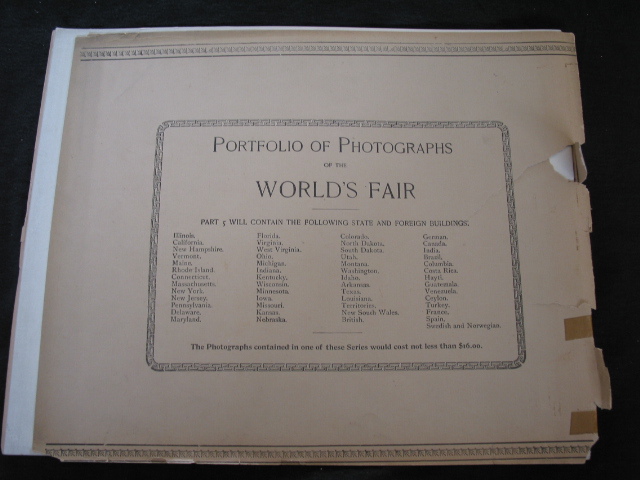 PORTFOLIO OF PHOTOGRAPHS
OF THE
WORLD'S FAIR
PART 5 WILL CONTAIN THE FOLLOWING STATE AND FOREIGN BUILDINGS.
Illinois.
California.
New Hampshire.
Vermont.
Maine.
Rhode Island.
Connecticut.
Massachusetts.
New York.
New Jersey.
Pennsylvania.
Delaware.
Maryland.
Florida.
Virginia.
West Virginia.
Ohio.
Michigan.
Indiana.
Kentucky.
Wisconsin.
Minnesota.
Iowa.
Missouri.
Kansas.
Nebraska.
Colorado.
North Dakota.
South Dakota.
Utah.
Montana.
Washington.
Idaho.
Arkansas.
Texas.
Louisiana.
Territories.
New South Wales.
British.
German.
Canada.
India.
Brazil.
Columbia.
Costa Rica.
Hayti.
Guatemala.
Venezuela.
Ceylon.
Turkey.
France.
Spain.
Swedish and Norwegian.
The Photographs contained in one of these Series would cost not less than $16.00.